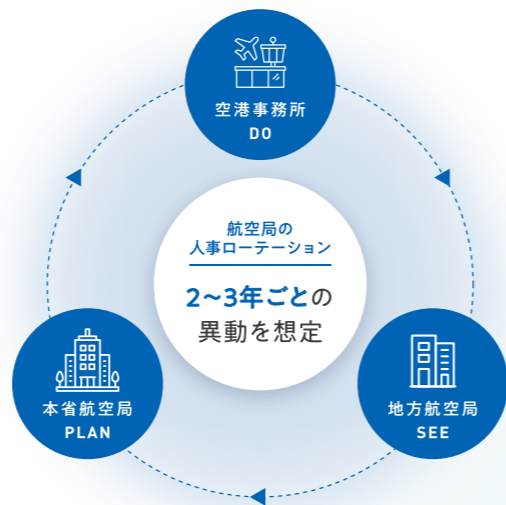 空港事務所
DO
航空局の
人事ローテーション
2〜3年ごとの
異動を想定
本省航空局
PLAN
地方航空局
SEE